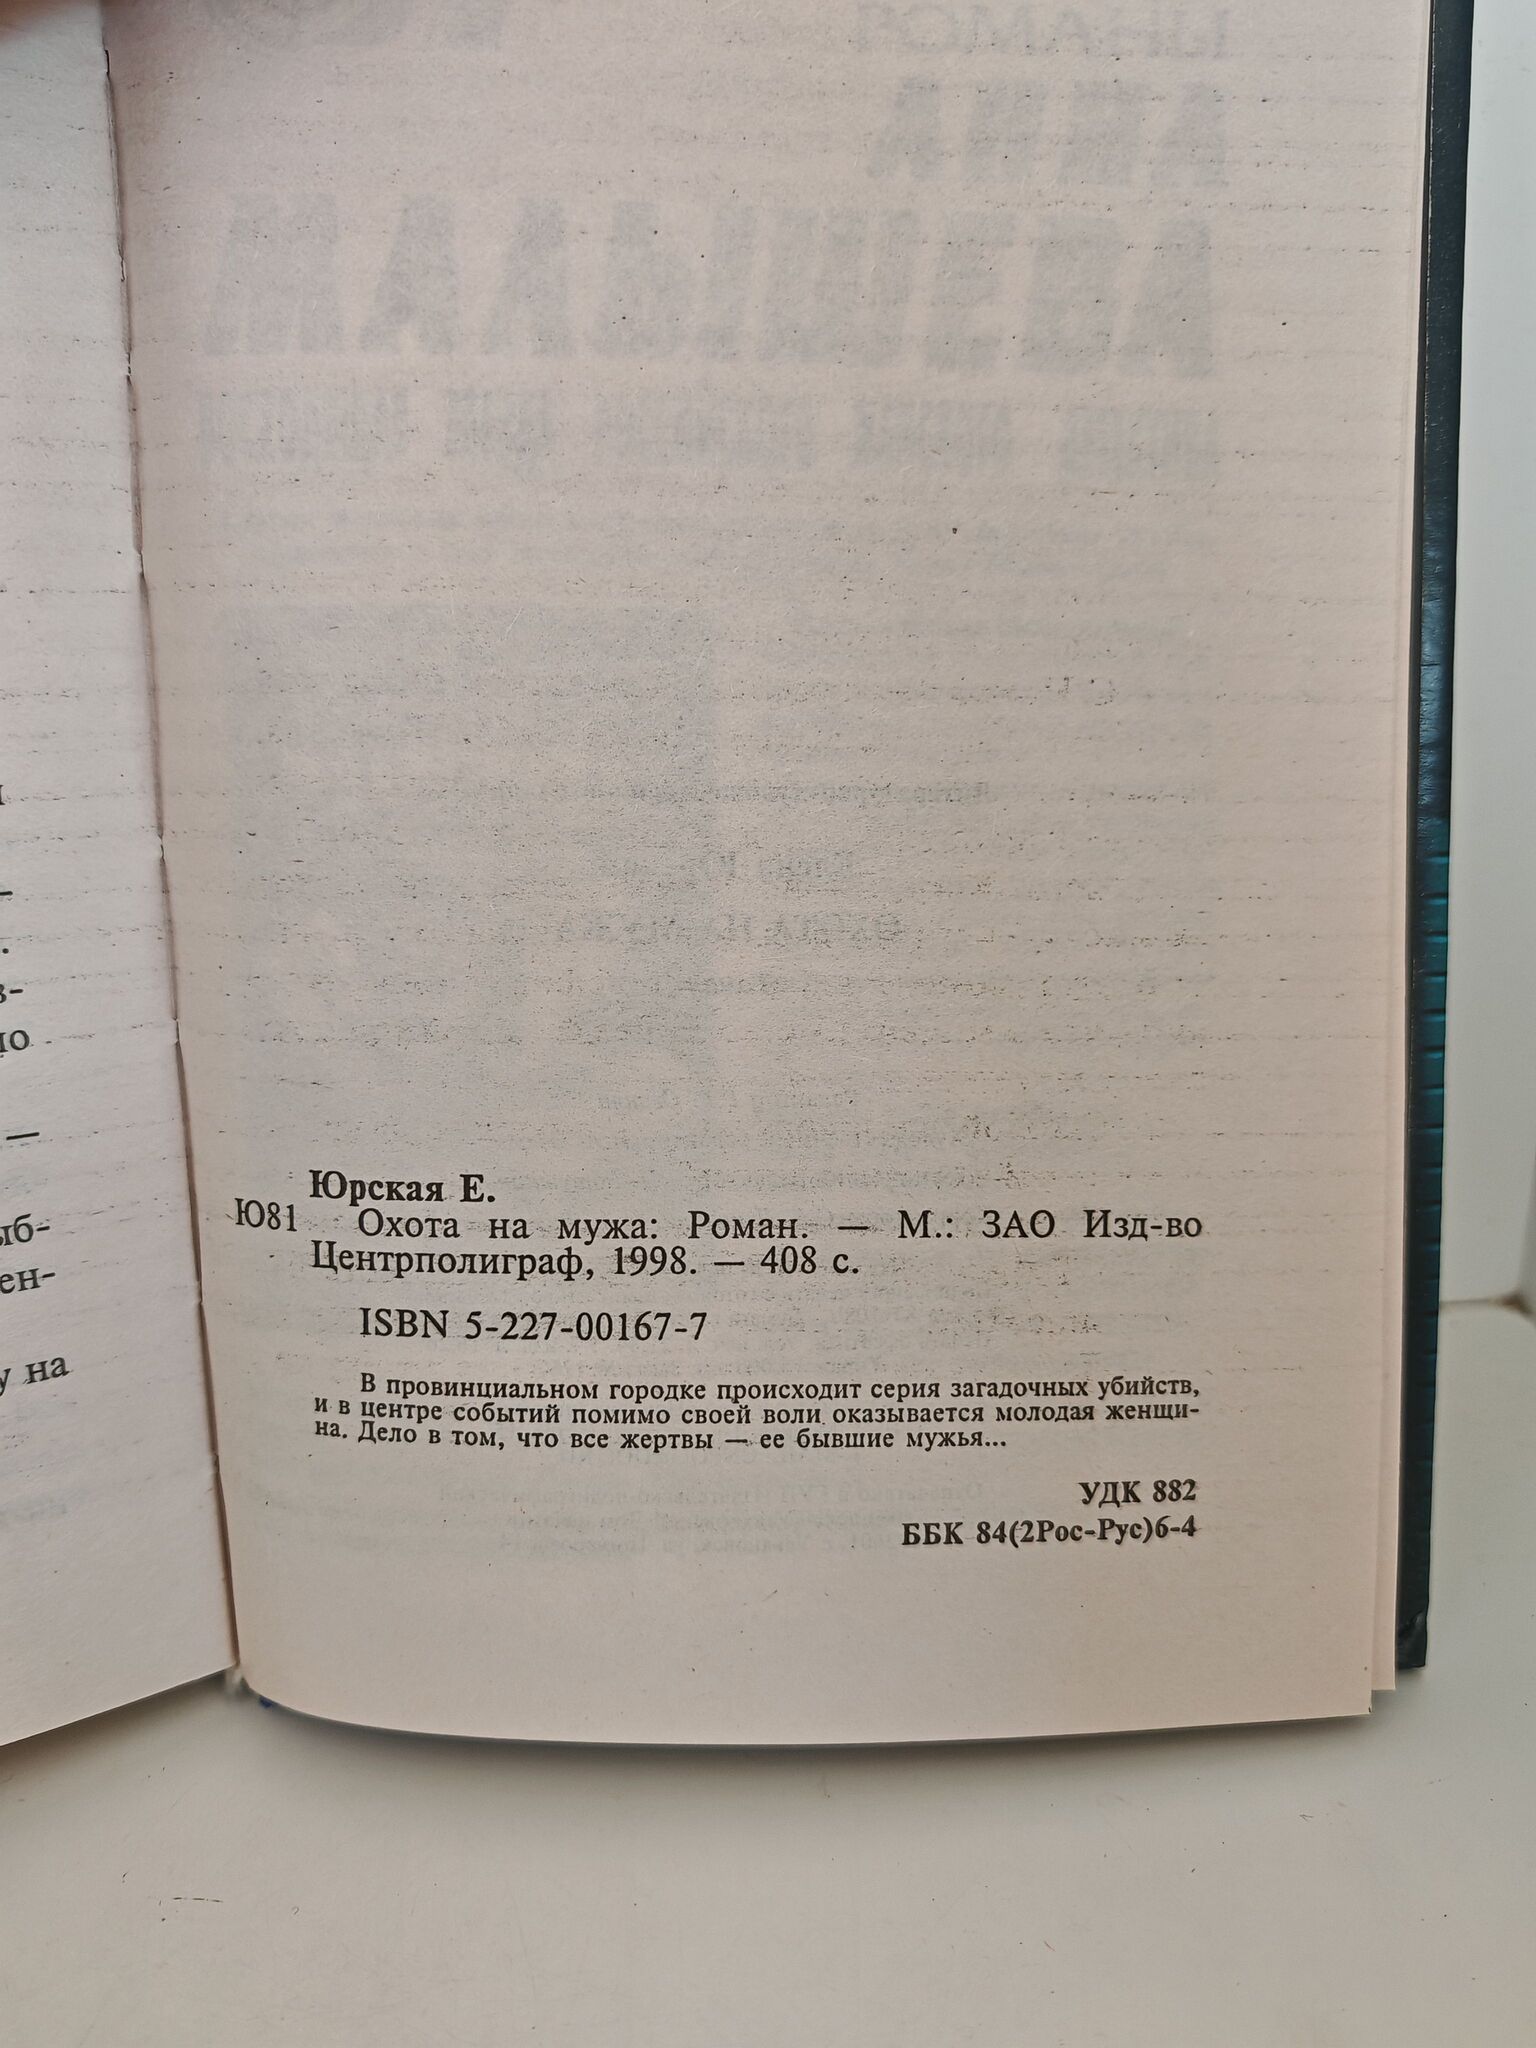 Юрская Е.
Ю81 Охота на мужа: Роман. — М.: ЗАО Изд-во
Центрполиграф, 1998. — 408 с.
ISBN 5-227-00167-7
В провинциальном городке происходит серия загадочных убийств,
и в центре событий помимо своей воли оказывается молодая женщи-
на. Дело в том, что все жертвы — ее бывшие мужья...
УДК 882
ББК 84(2Рос-Рус)6-4